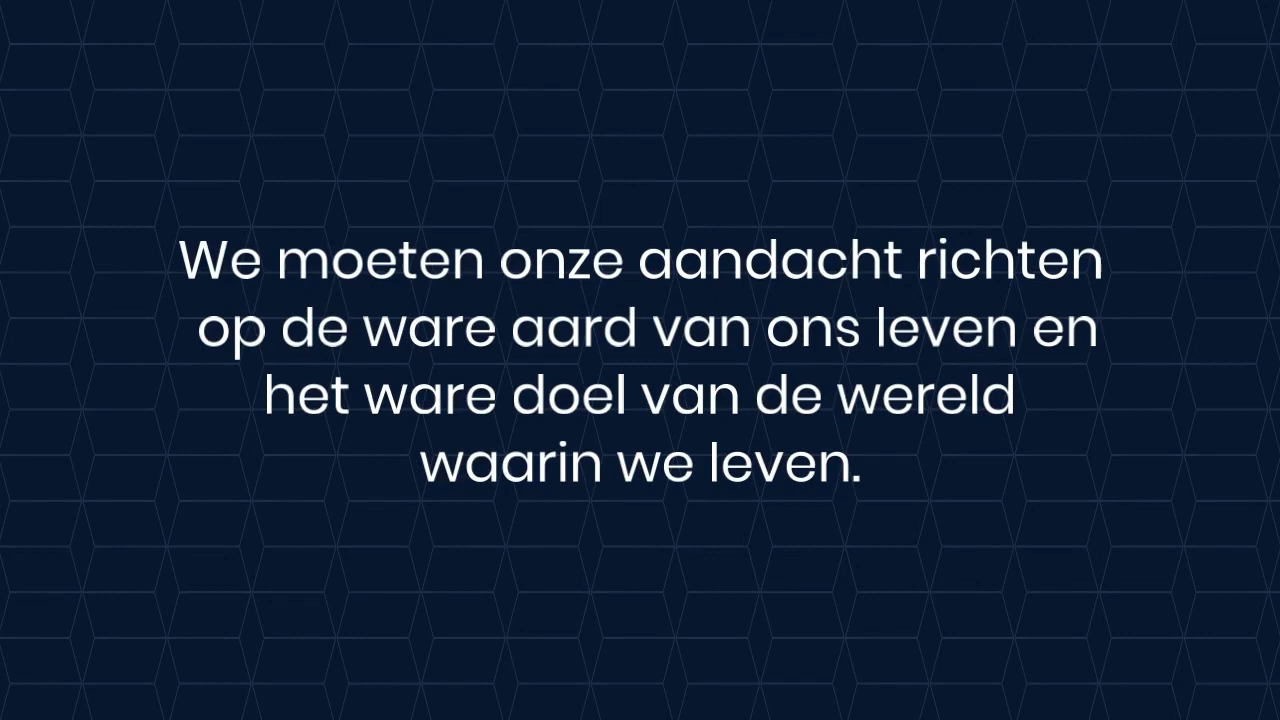 We moeten onze aandacht richten
op de ware aard van ons leven en
het ware doel van de wereld
waarin we leven.